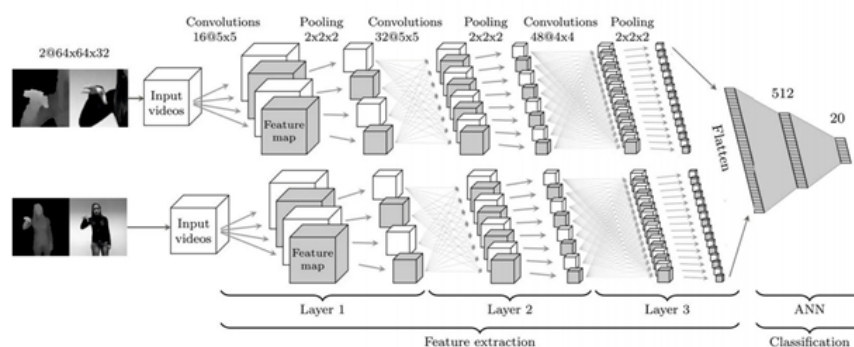 2@64x64x32
Convolutions
16@5x5
Pooling
2x2x2
Convolutions
32@5x5
Pooling
2x2x2
Convolutions
48@4x4
Pooling
2x2x2
Input
videos
Feature
map
Flatten
512
20
Input
videos
Feature
map
Layer 1
Layer 2
Layer 3
ANN
Feature extraction
Classification